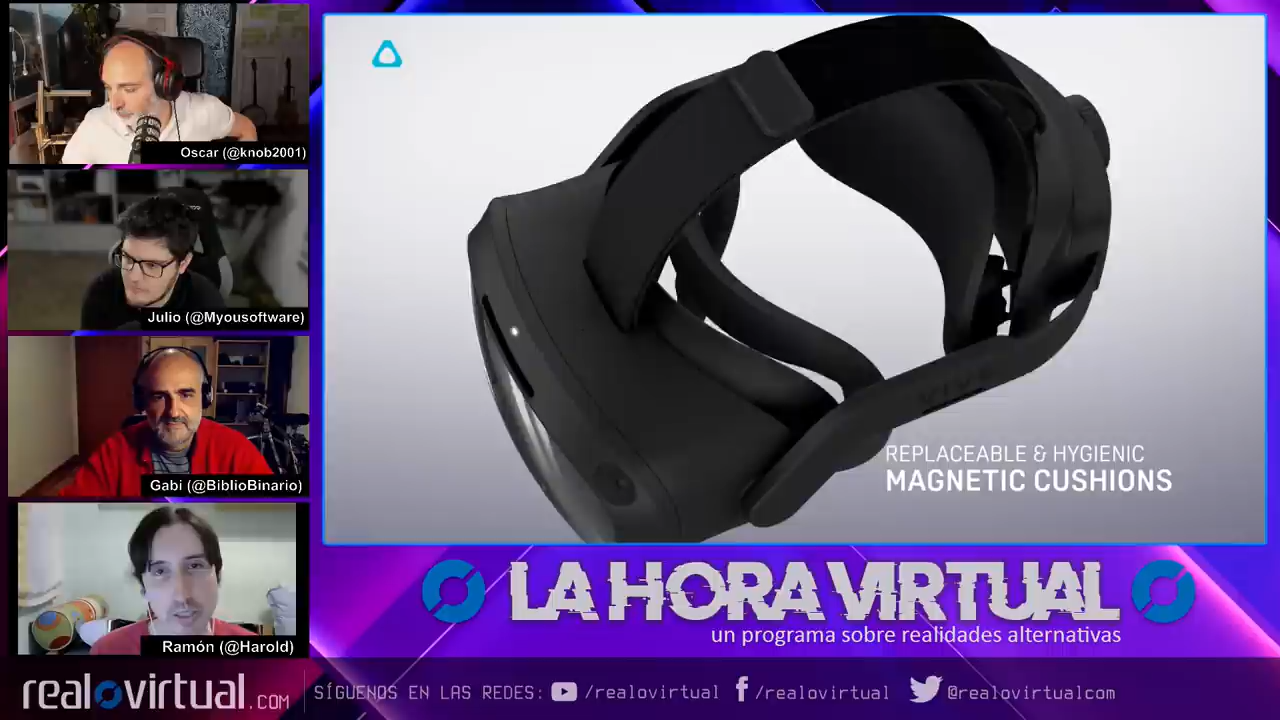 Oscar (@knob2001)
Julio (@Myousoftware)
Gabi (@BiblioBinario)
Ramón (@Harold)
VIVE
REPLACEABLE & HYGIENIC
MAGNETIC CUSHIONS
LA HORA VIRTUAL
un programa sobre realidades alternativas
realovirtual.com
SÍGUENOS EN LAS REDES:
/realovirtual
/realovirtual
@realovirtualcom